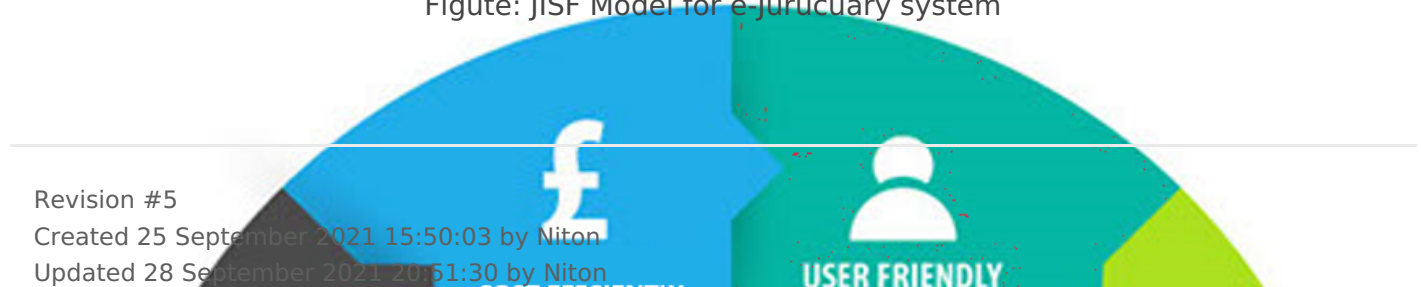 Figute: JISF Model for e-Jurucuary system
£
Revision #5
Created 25 September 2021 15:50:03 by Niton
Updated 28 September 2021 20:51:30 by Niton
USER FRIENDLY